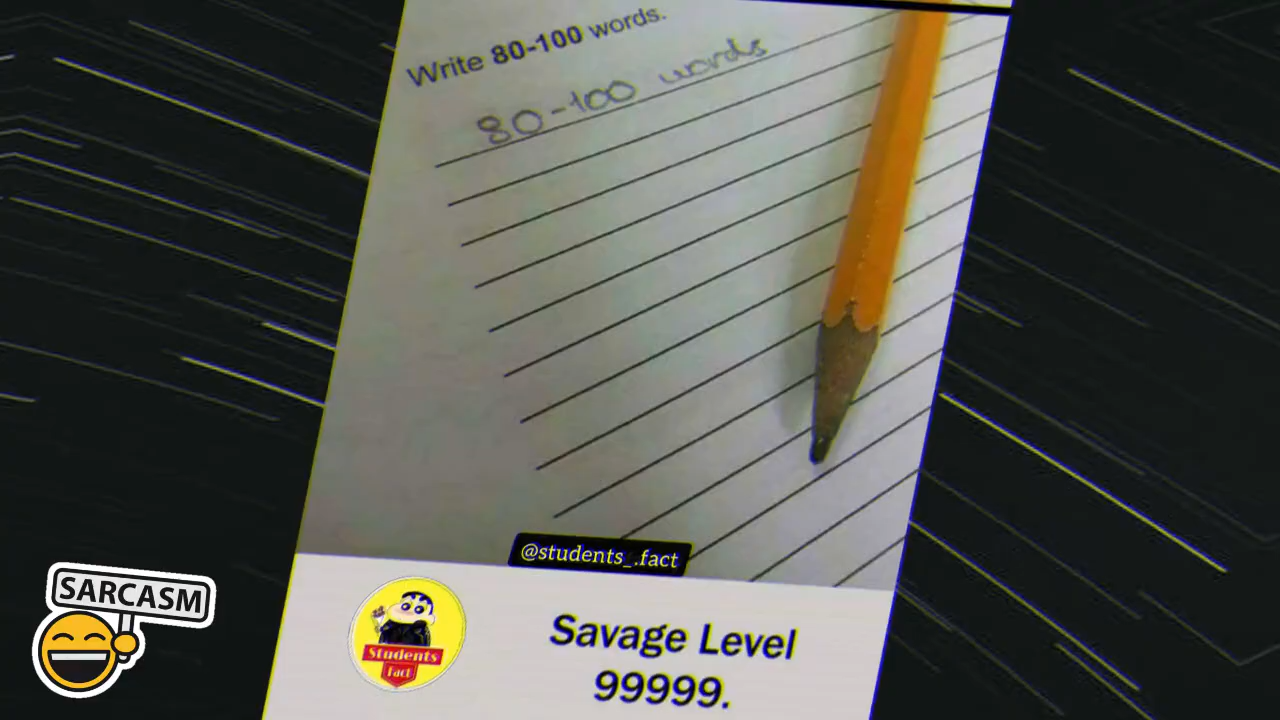 Write 80-100 words.
80-100 words
@students_.fact
SARCASM
Students
Fact
Savage Level
99999.